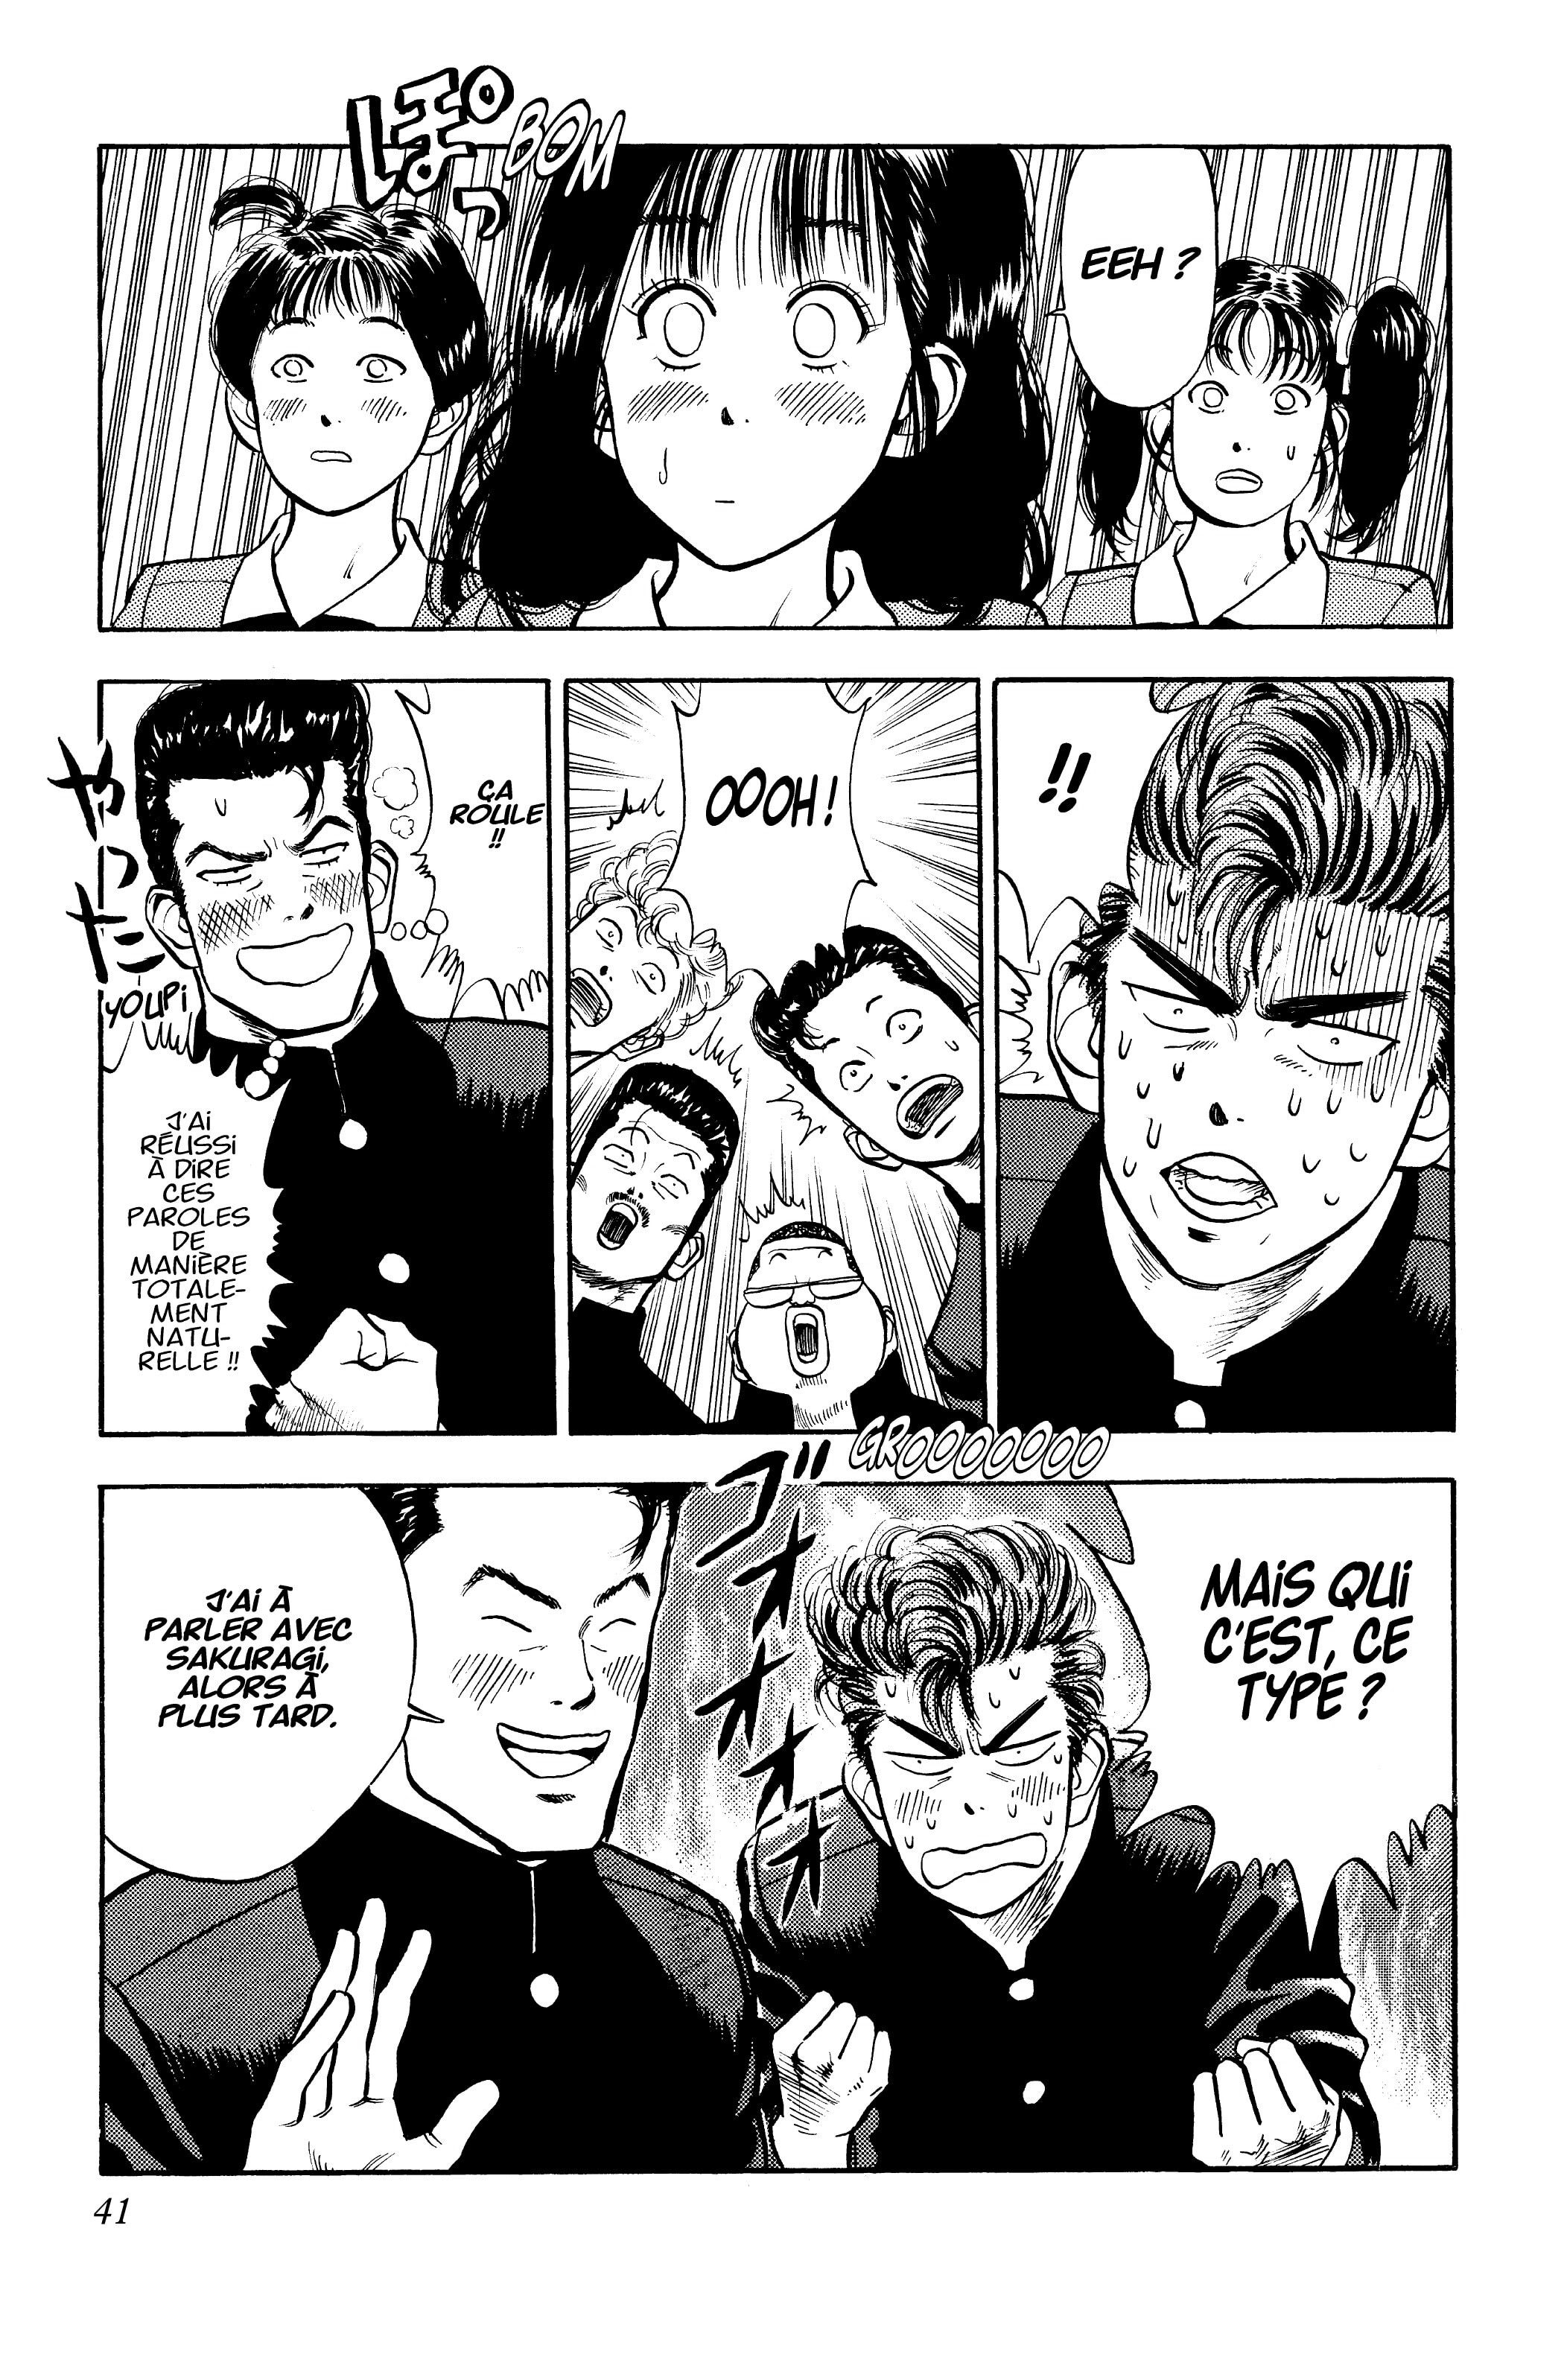 EEH ?
ぽっ
BOM
!!
OOOH !
ÇA
ROULE
!!
やった
YOUPI
J'AI
RÉUSSI
À DIRE
CES
PAROLES
DE
MANIÈRE
TOTALE-
MENT
NATU-
RELLE !!
MAIS QUI
C'EST, CE
TYPE ?
GROOOOOOO
ゴオオオオ
J'AI À
PARLER AVEC
SAKURAGI,
ALORS À
PLUS TARD.
41